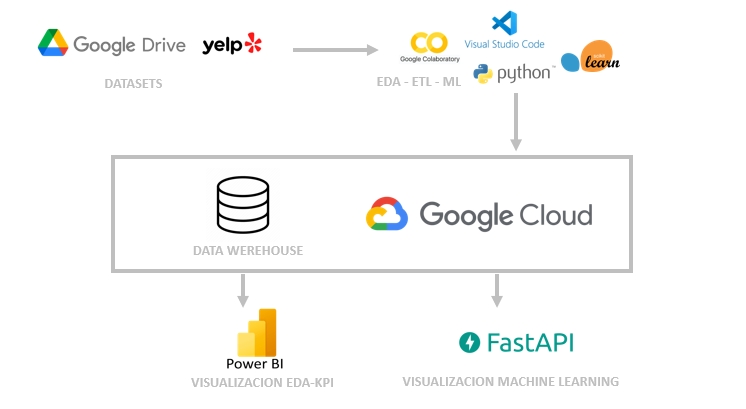 Google Drive
yelp
DATASETS
CO
Google Colaboratory
Visual Studio Code
python™
learn
EDA - ETL - ML
DATA WEREHOUSE
Google Cloud
Power BI
VISUALIZACION EDA-KPI
FastAPI
VISUALIZACION MACHINE LEARNING